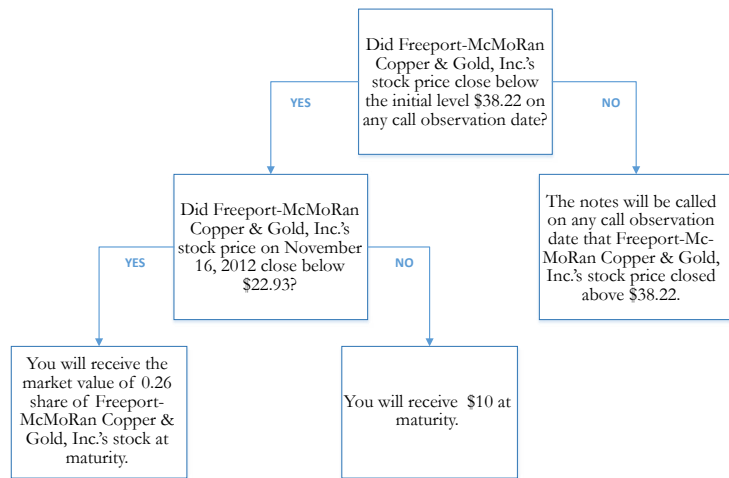 Did Freeport-McMoRan
Copper & Gold, Inc.'s
stock price close below
the initial level $38.22 on
any call observation date?
YES
NO
Did Freeport-McMoRan
Copper & Gold, Inc.'s
stock price on November
16, 2012 close below
$22.93?
The notes will be called
on any call observation
date that Freeport-Mc-
MoRan Copper & Gold,
Inc.'s stock price closed
above $38.22.
YES
NO
You will receive the
market value of 0.26
share of Freeport-
McMoRan Copper &
Gold, Inc.'s stock at
maturity.
You will receive $10 at
maturity.